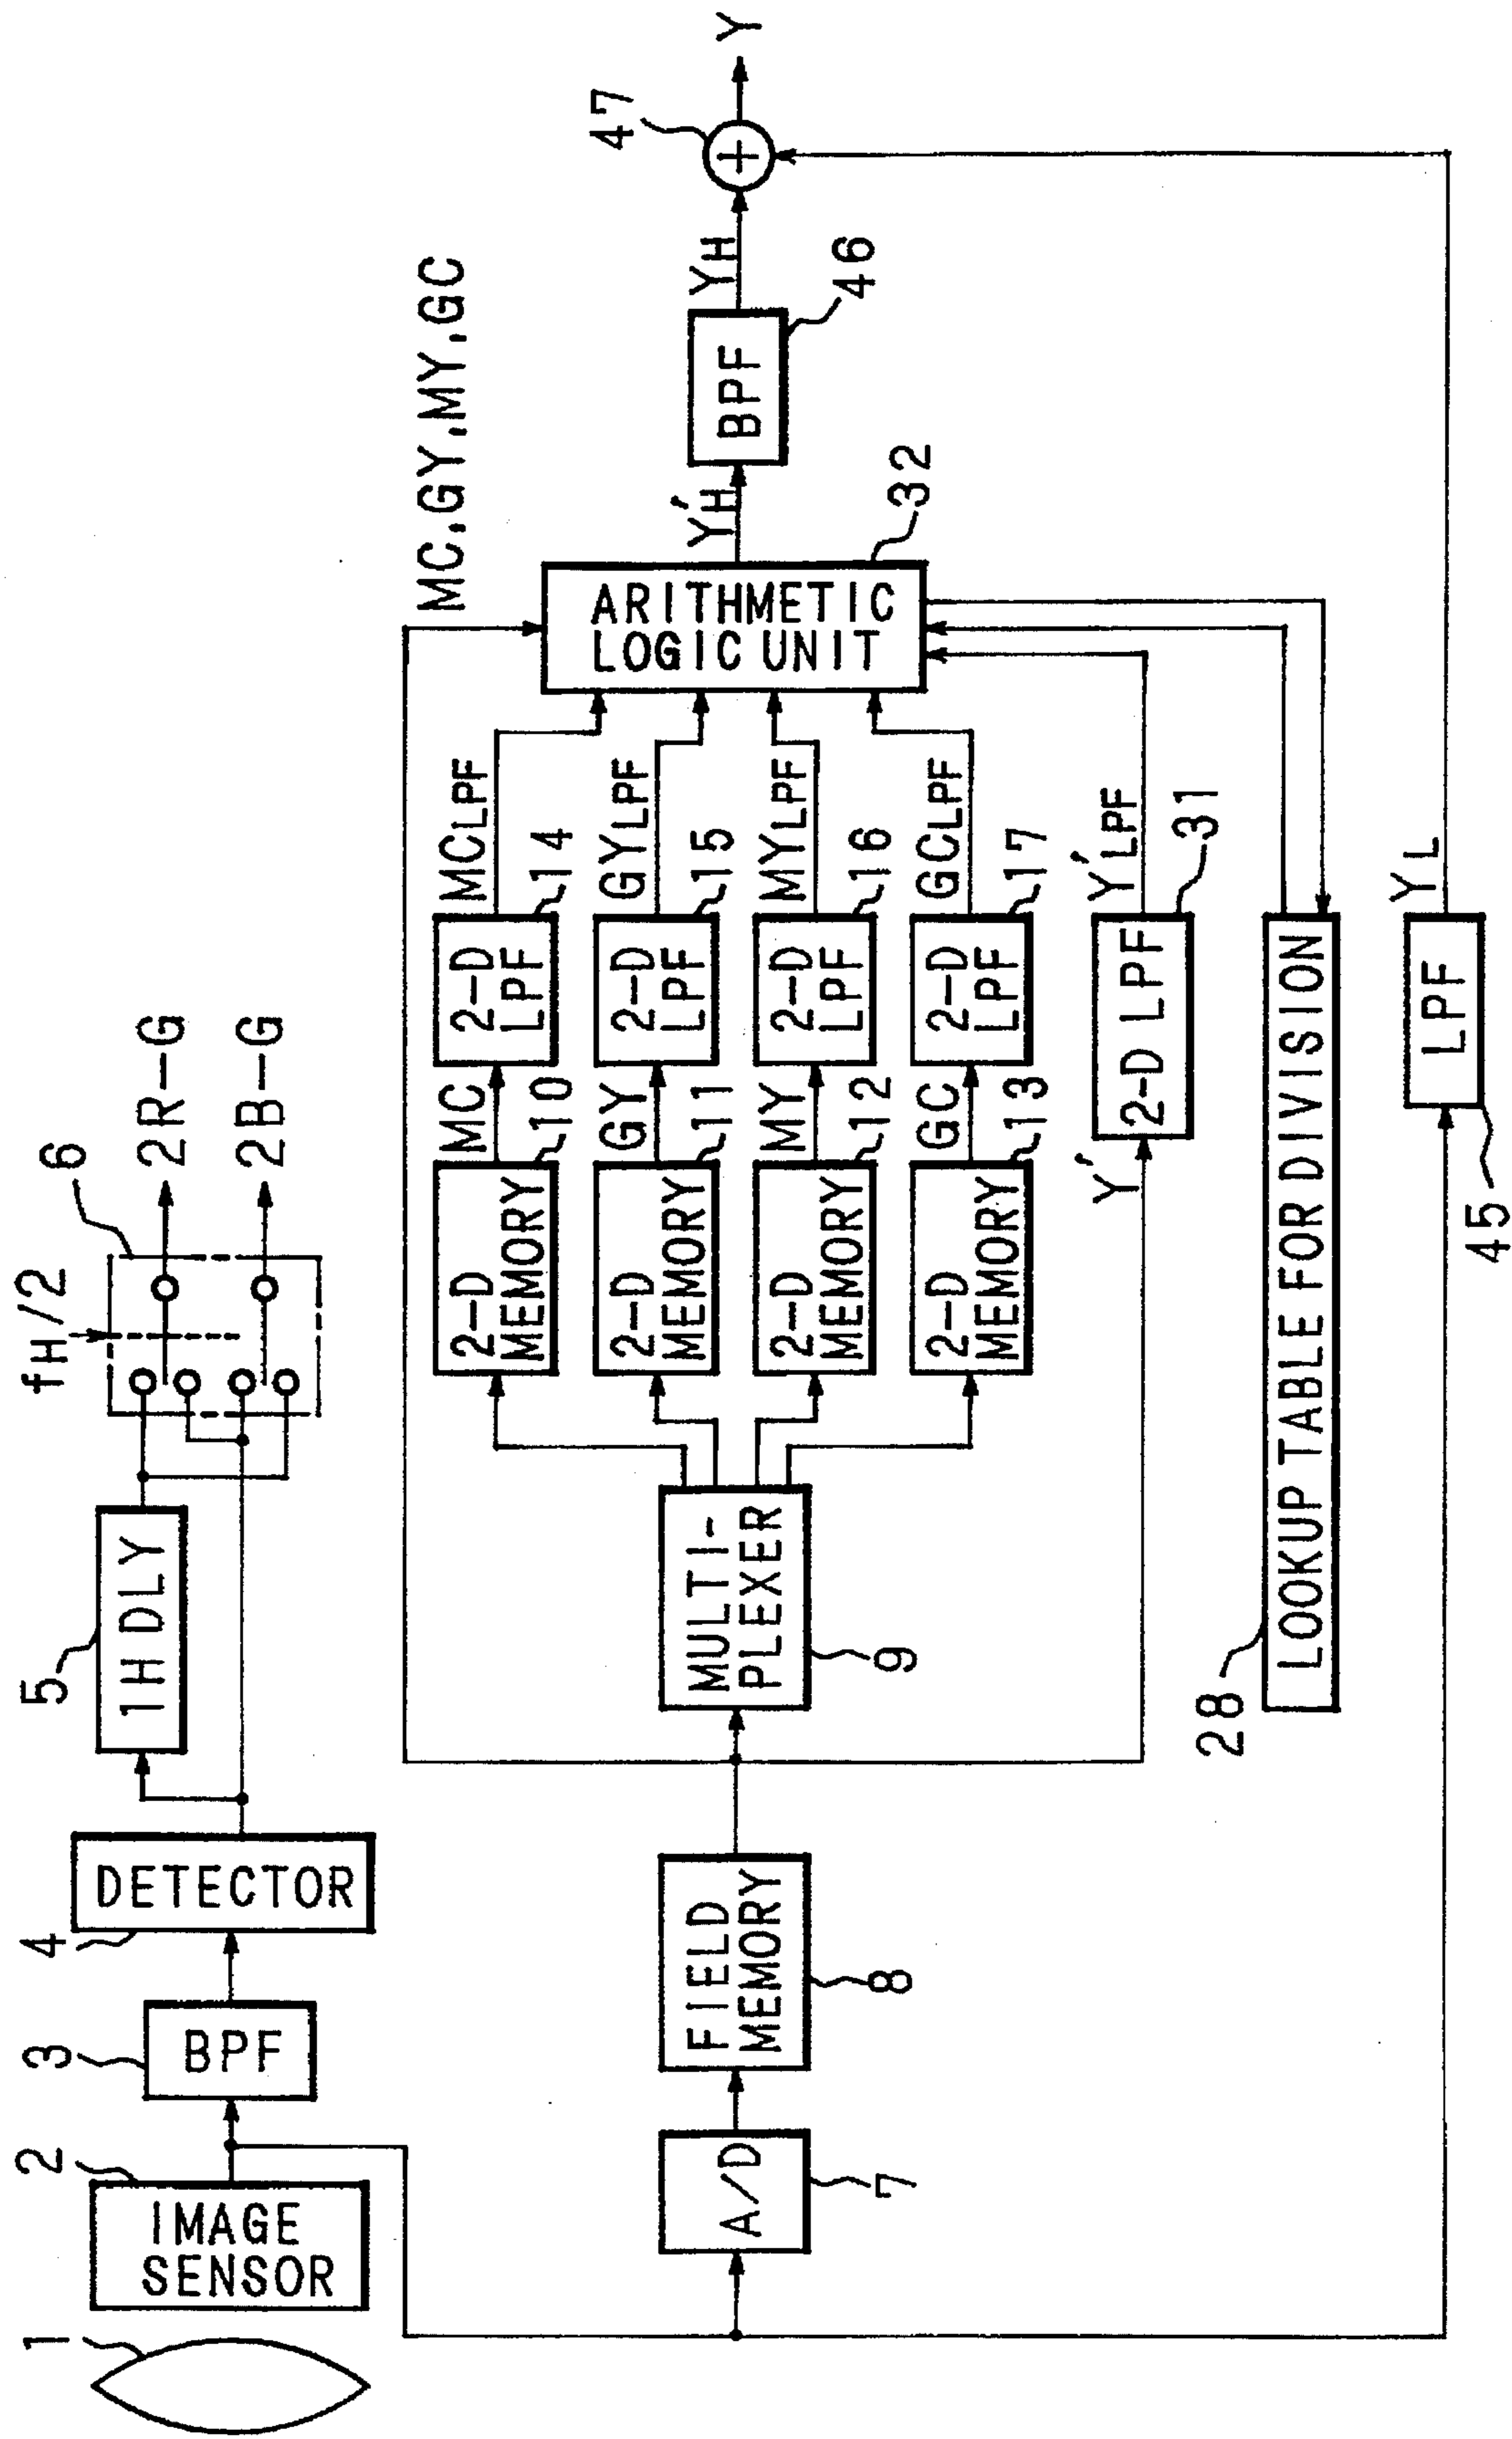 1
2
IMAGE
SENSOR
3
BPF
4
DETECTOR
5
1H DLY
fH/2
6
2R-G
2B-G
7
A/D
8
FIELD
MEMORY
9
MULTI-
PLEXER
2-D
MEMORY
10
MC
2-D
LPF
14
MCLPF
2-D
MEMORY
11
GY
2-D
LPF
15
GYLPF
2-D
MEMORY
12
MY
2-D
LPF
16
MYLPF
2-D
MEMORY
13
GC
2-D
LPF
17
GCLPF
Y'
2-D LPF
31
Y'LPF
28
LOOKUP TABLE FOR DIVISION
45
LPF
YL
MC,GY,MY,GC
ARITHMETIC
LOGIC UNIT
32
Y'H
BPF
46
YH
47
+
Y